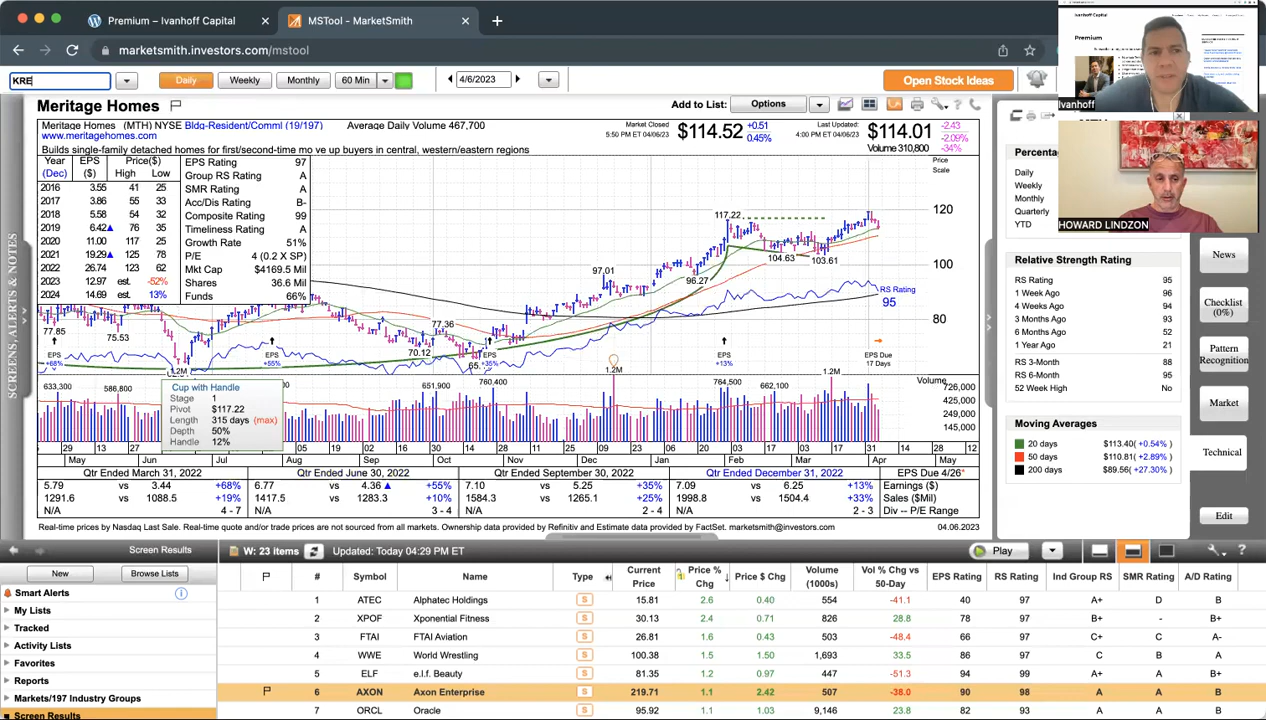 Premium – Ivanhoff Capital
MSTool - MarketSmith
marketsmith.investors.com/mstool
KRE
Daily
Weekly
Monthly
60 Min
4/6/2023
Open Stock Ideas
Ivanhoff Capital
Premium
Ivanhoff
HOWARD LINDZON
Meritage Homes
Add to List:
Options
Meritage Homes (MTH) NYSE Bldg-Resident/Comml (19/197) Average Daily Volume 467,700
www.meritagehomes.com
Builds single-family detached homes for first/second-time mo ve up buyers in central, western/eastern regions
Market Closed
5:50 PM ET 04/06/23
$114.52
+0.51
0.45%
Last Updated:
4:00 PM ET 04/06/23
$114.01
-2.43
-2.09%
Volume 310,800
-34%
Year EPS Price($)
(Dec) ($) High Low
2016 3.55 41 25
2017 3.86 55 33
2018 5.58 54 32
2019 6.42 76 35
2020 11.00 123 25
2021 19.29 125 78
2022 26.74 123 62
2023 12.97 est. -52%
2024 14.69 est. 13%
EPS Rating 97
Group RS Rating A
SMR Rating A
Acc/Dis Rating B-
Composite Rating 99
Timeliness Rating A
Growth Rate 51%
P/E 4 (0.2 X SP)
Mkt Cap $4169.5 Mil
Shares 36.6 Mil
Funds 66%
Price
Scale
120
100
80
117.22
104.63
103.61
97.01
96.27
77.85
75.53
77.36
70.12
RS Rating
95
EPS
+68%
EPS
+55%
EPS
+35%
EPS
+13%
EPS Due
17 Days
1.2M
633,300
586,800
651,900
760,400
1.2M
764,500
662,100
1.2M
Volume
726,000
425,000
249,000
145,000
Cup with Handle
Stage 1
Pivot $117.22
Length 315 days (max)
Depth 50%
Handle 12%
May Jun Jul Aug Sep Oct Nov Dec Jan Feb Mar Apr May
Qtr Ended March 31, 2022
Qtr Ended June 30, 2022
Qtr Ended September 30, 2022
Qtr Ended December 31, 2022
EPS Due 4/26*
5.79 vs 3.44 +68% 6.77 vs 4.36 +55% 7.10 vs 5.25 +35% 7.09 vs 6.25 +13% Earnings ($)
1291.6 vs 1088.5 +19% 1417.5 vs 1283.3 +10% 1584.3 vs 1265.1 +25% 1998.8 vs 1504.4 +33% Sales ($Mil)
N/A 4 - 7 N/A 3 - 4 N/A 2 - 4 N/A 2 - 3 Div -- P/E Range
Real-time prices by Nasdaq Last Sale. Real-time quote and/or trade prices are not sourced from all markets. Ownership data provided by Refinitiv and Estimate data provided by FactSet. marketsmith@investors.com
04.06.2023
Daily
Weekly
Monthly
Quarterly
YTD
Relative Strength Rating
RS Rating 95
1 Week Ago 96
4 Weeks Ago 94
3 Months Ago 93
6 Months Ago 52
1 Year Ago 21
RS 3-Month 88
RS 6-Month 95
52 Week High No
Moving Averages
20 days $113.40( +0.54% )
50 days $110.81( +2.89% )
200 days $89.56( +27.30% )
News
Checklist
(0%)
Pattern
Recognition
Market
Technical
Edit
SCREENS, ALERTS & NOTES
Screen Results
W: 23 items
Updated: Today 04:29 PM ET
Play
New
Browse Lists
Smart Alerts
My Lists
Tracked
Activity Lists
Favorites
Reports
Markets/197 Industry Groups
Screen Results
# Symbol Name Type Current Price Price % Chg Price $ Chg Volume (1000s) Vol % Chg vs 50-Day EPS Rating RS Rating Ind Group RS SMR Rating A/D Rating
1 ATEC Alphatec Holdings S 15.81 2.6 0.40 554 -41.1 40 97 A+ D B
2 XPOF Xponential Fitness S 30.13 2.4 0.71 826 28.8 78 97 B+ - B+
3 FTAI FTAI Aviation S 26.81 1.6 0.43 503 -48.4 66 97 C+ C A-
4 WWE World Wrestling S 100.38 1.5 1.50 1,693 33.5 86 97 C B A
5 ELF e.l.f. Beauty S 81.35 1.2 0.97 447 -51.3 94 97 A+ A B+
6 AXON Axon Enterprise S 219.71 1.1 2.42 507 -38.0 90 98 A A B
7 ORCL Oracle S 95.92 1.1 1.03 9,146 23.8 82 93 A A B